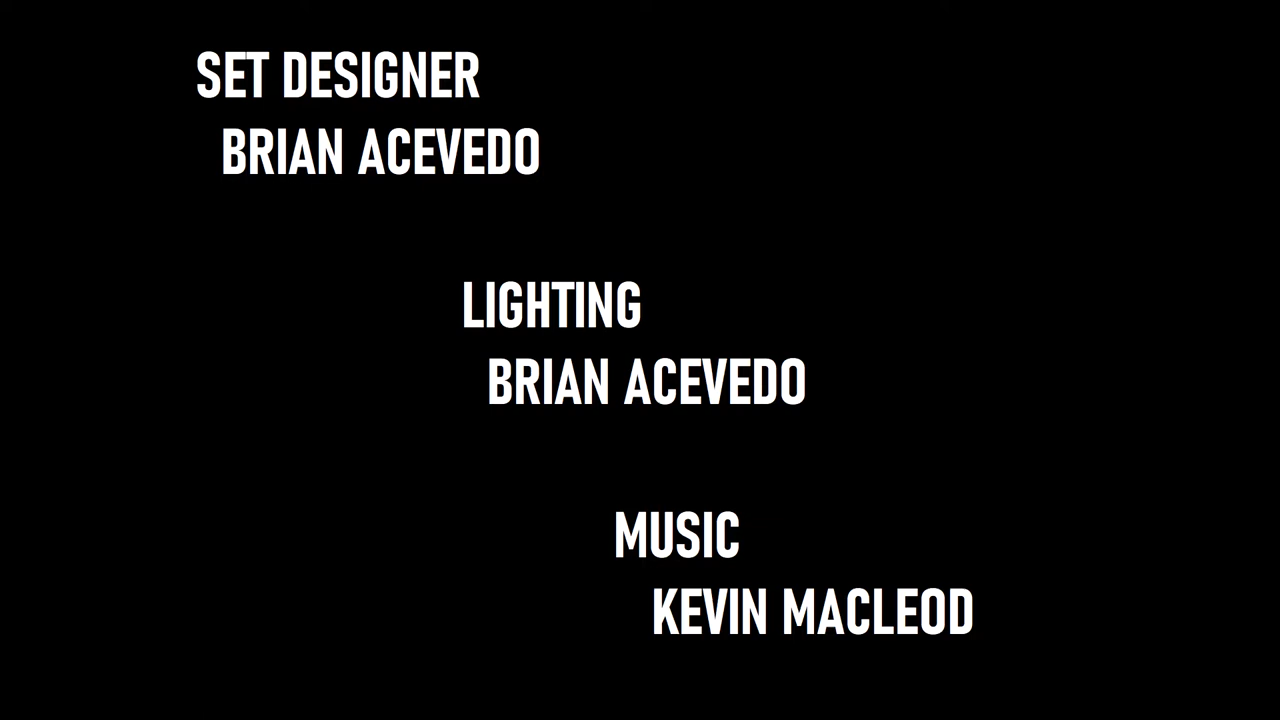 SET DESIGNER
BRIAN ACEVEDO
LIGHTING
BRIAN ACEVEDO
MUSIC
KEVIN MACLEOD